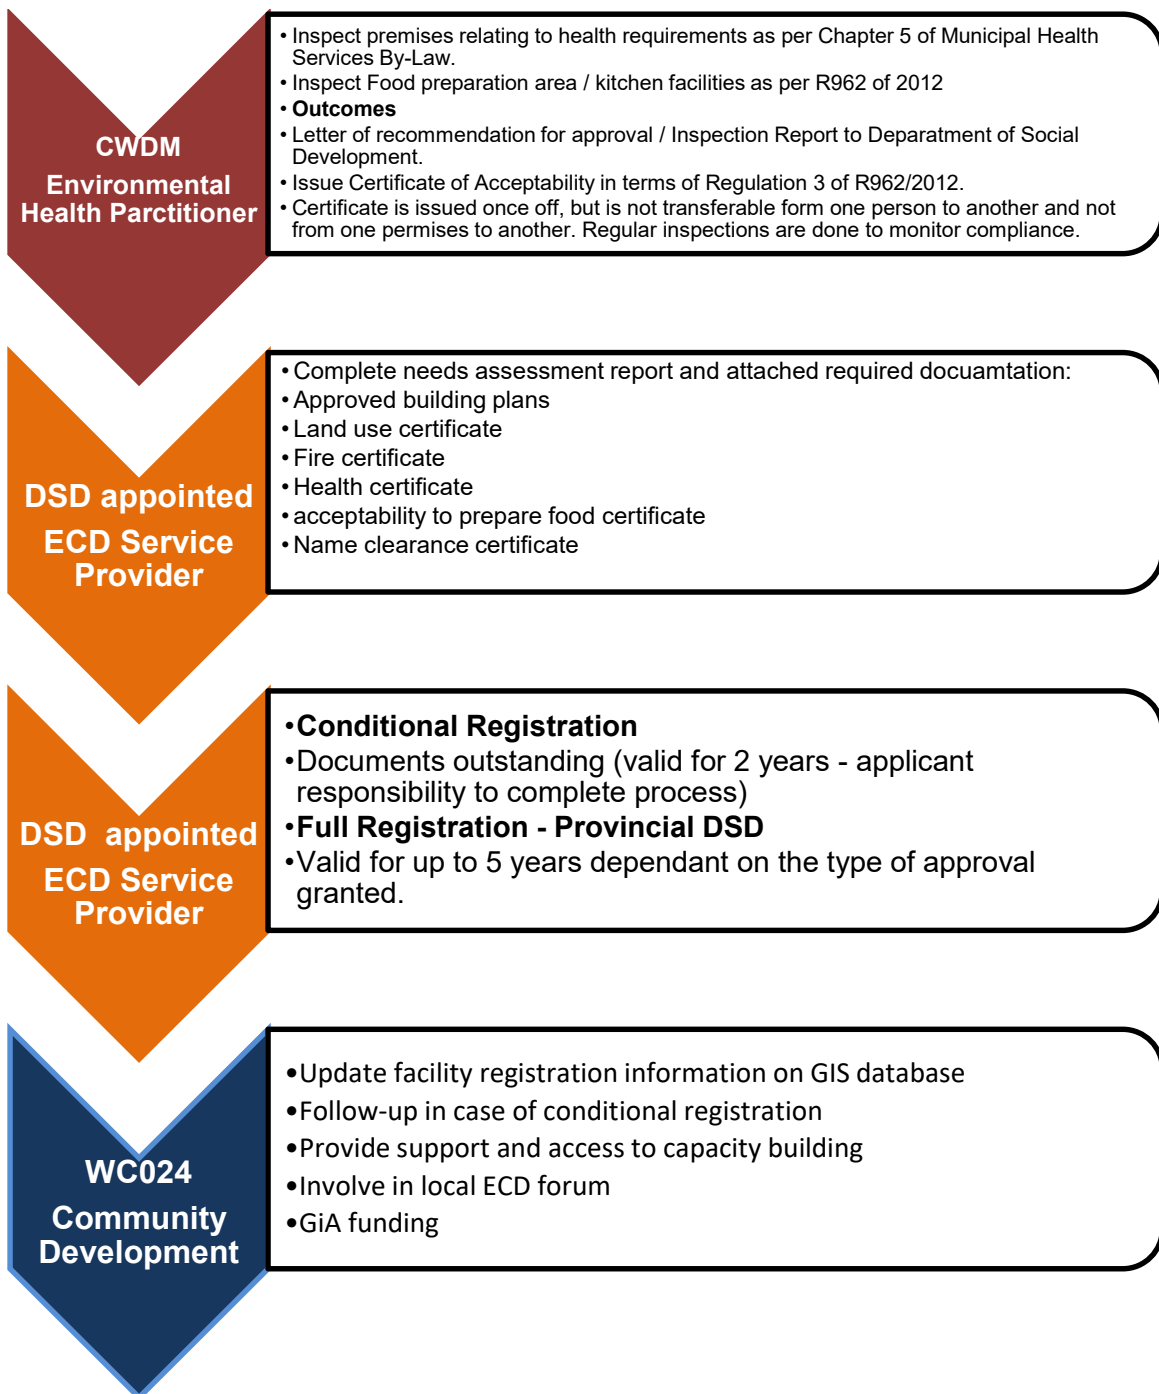 CWDM
Environmental
Health Parctitioner
• Inspect premises relating to health requirements as per Chapter 5 of Municipal Health
Services By-Law.
• Inspect Food preparation area / kitchen facilities as per R962 of 2012
• Outcomes
• Letter of recommendation for approval / Inspection Report to Deparatment of Social
Development.
• Issue Certificate of Acceptability in terms of Regulation 3 of R962/2012.
• Certificate is issued once off, but is not transferable form one person to another and not
from one permises to another. Regular inspections are done to monitor compliance.
DSD appointed
ECD Service
Provider
• Complete needs assessment report and attached required docuamtation:
• Approved building plans
• Land use certificate
• Fire certificate
• Health certificate
• acceptability to prepare food certificate
• Name clearance certificate
DSD appointed
ECD Service
Provider
• Conditional Registration
• Documents outstanding (valid for 2 years - applicant
responsibility to complete process)
• Full Registration - Provincial DSD
• Valid for up to 5 years dependant on the type of approval
granted.
WC024
Community
Development
• Update facility registration information on GIS database
• Follow-up in case of conditional registration
• Provide support and access to capacity building
• Involve in local ECD forum
• GiA funding